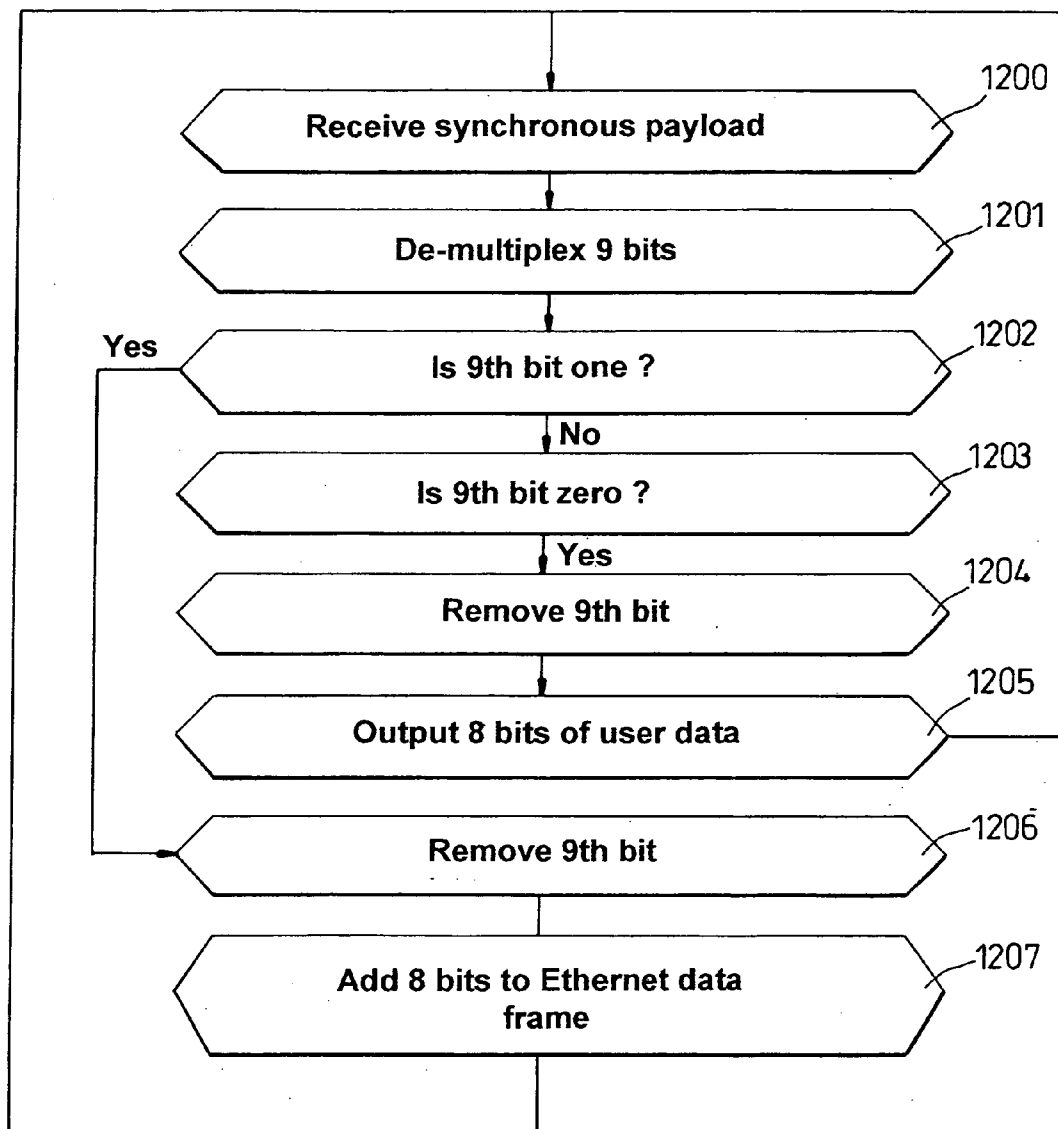 1200
Receive synchronous payload
1201
De-multiplex 9 bits
1202
Yes
Is 9th bit one ?
No
1203
Is 9th bit zero ?
Yes
1204
Remove 9th bit
1205
Output 8 bits of user data
1206
Remove 9th bit
1207
Add 8 bits to Ethernet data
frame